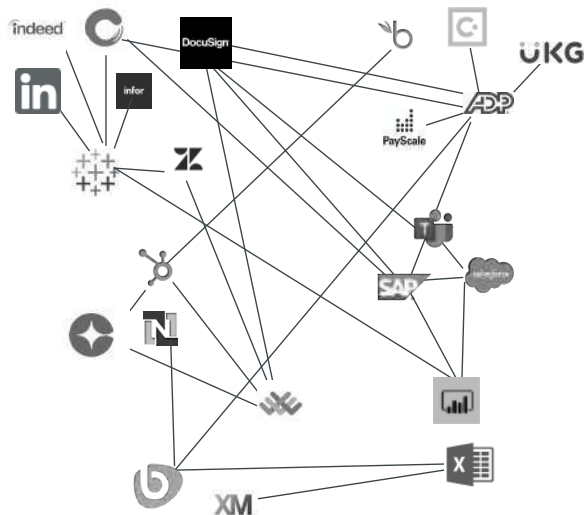 indeed
DocuSign
b
C
UKG
in
infor
ADP
PayScale
T
SAP
salesforce
N
b
X
XM